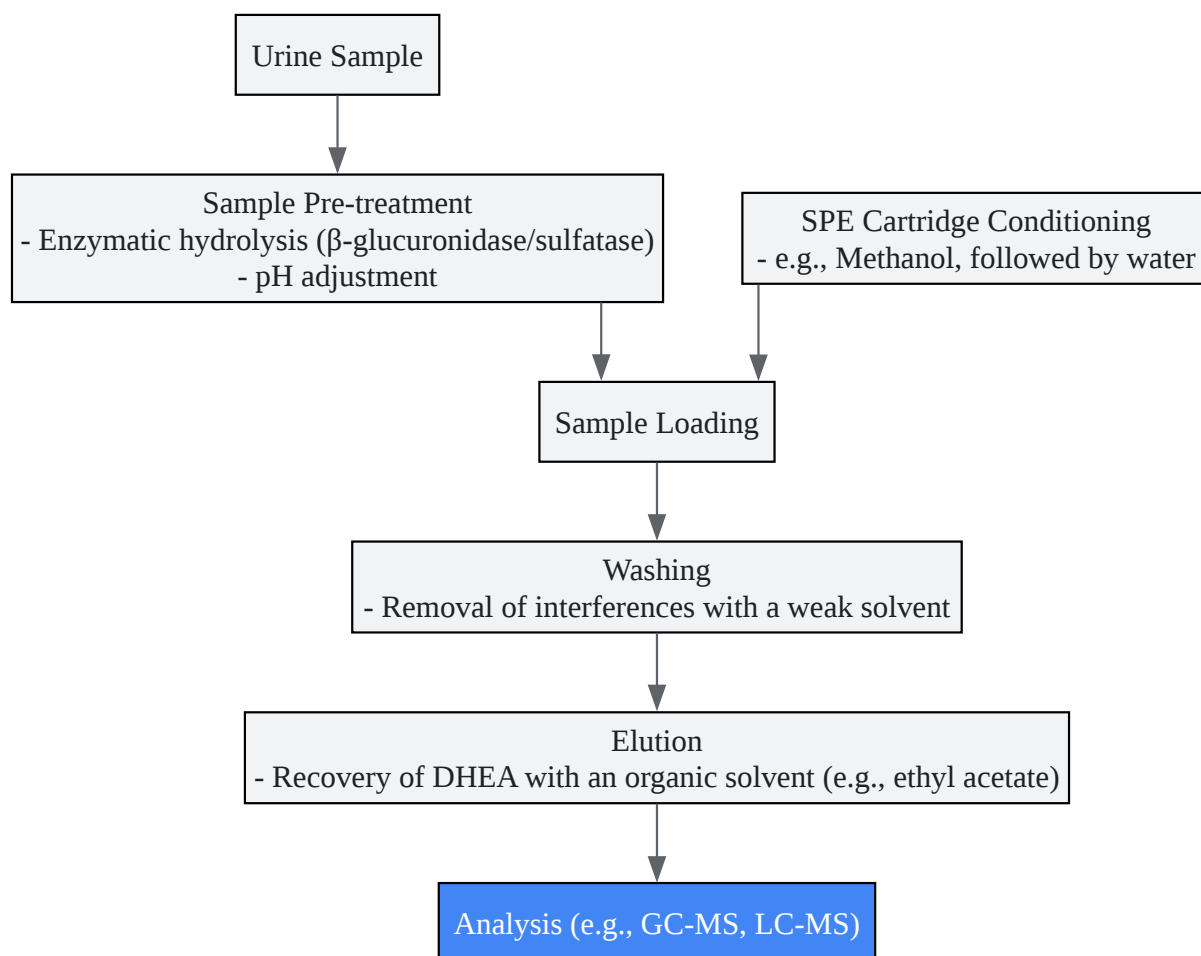 Urine Sample
Sample Pre-treatment
- Enzymatic hydrolysis (β-glucuronidase/sulfatase)
- pH adjustment
SPE Cartridge Conditioning
- e.g., Methanol, followed by water
Sample Loading
Washing
- Removal of interferences with a weak solvent
Elution
- Recovery of DHEA with an organic solvent (e.g., ethyl acetate)
Analysis (e.g., GC-MS, LC-MS)